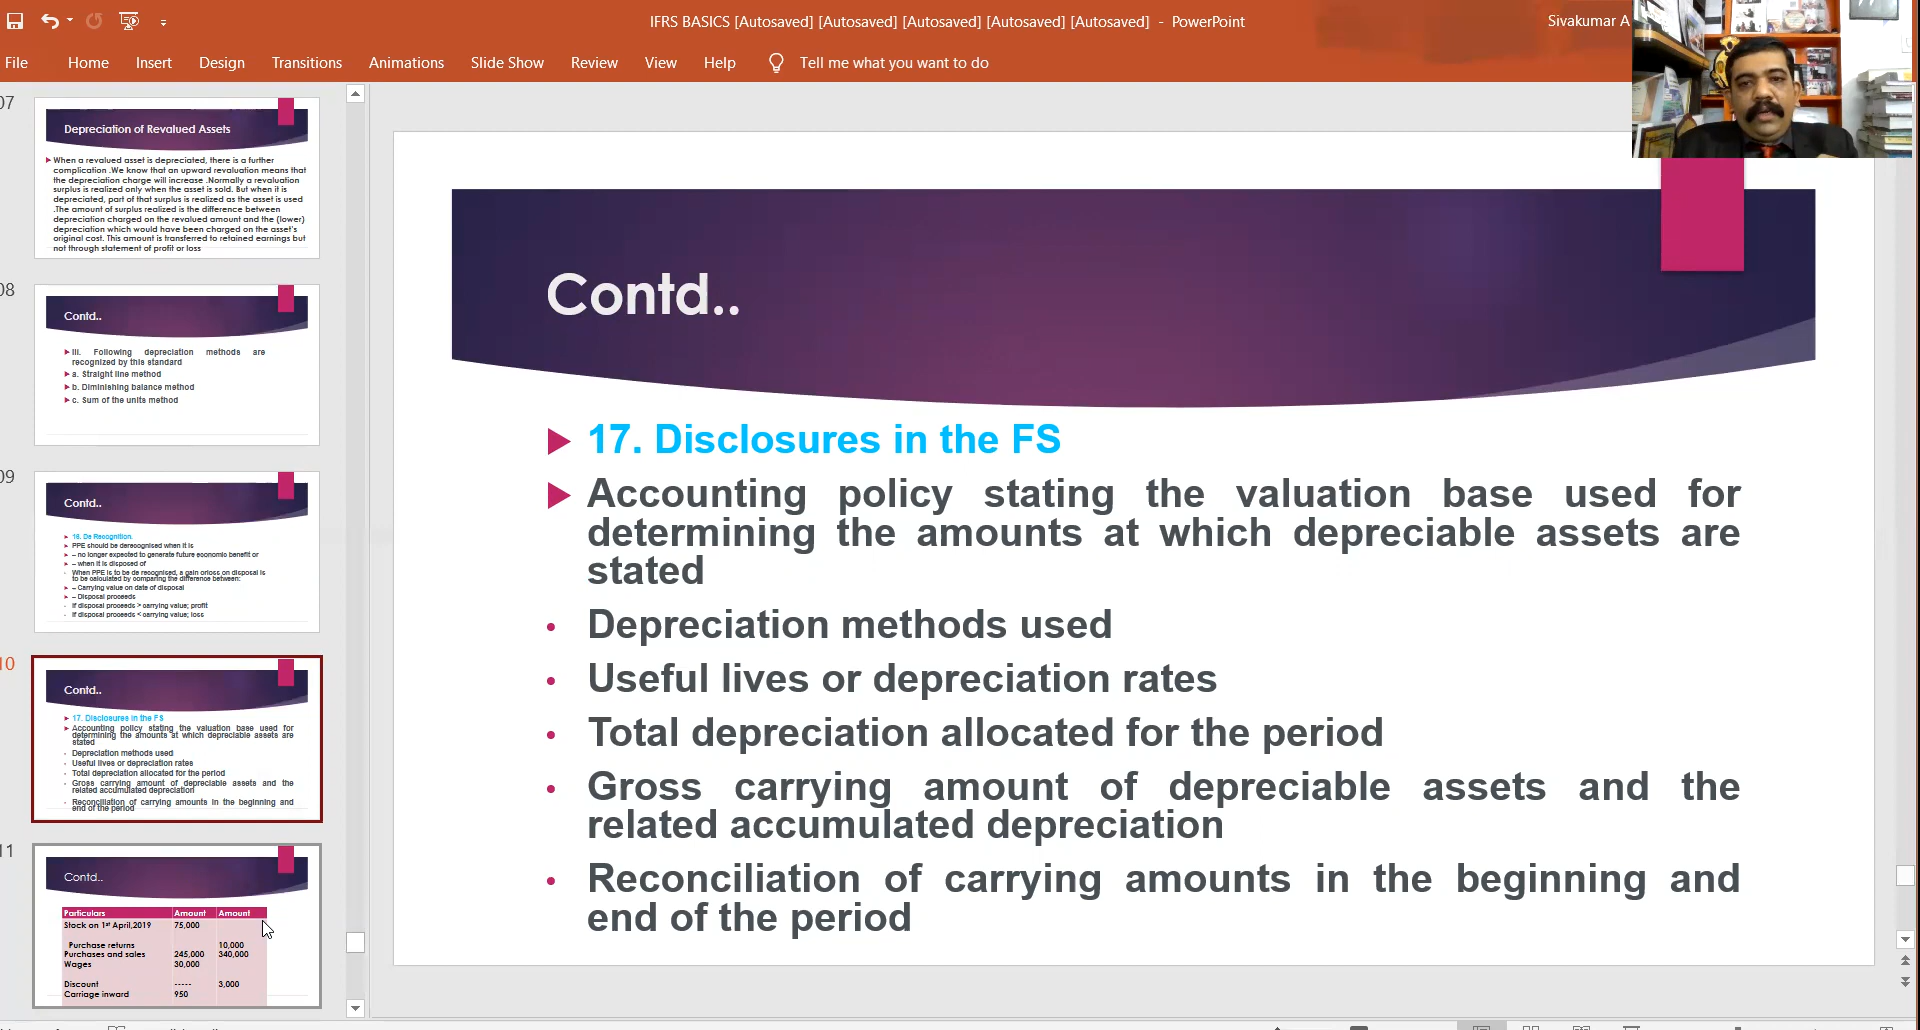 IFRS BASICS [Autosaved] [Autosaved] [Autosaved] [Autosaved] [Autosaved] - PowerPoint
Sivakumar A
File Home Insert Design Transitions Animations Slide Show Review View Help Tell me what you want to do
07
Depreciation of Revalued Assets
When a revalued asset is depreciated, there is a further
complication .We know that an upward revaluation means that
the depreciation charge will increase .Normally a revaluation
surplus is realized only when the asset is sold. But when it is
depreciated, part of that surplus is realized as the asset is used
.The amount of surplus realized is the difference between
depreciation charged on the revalued amount and the (lower)
depreciation which would have been charged on the asset's
original cost. This amount is transferred to retained earnings but
not through statement of profit or loss
08
Contd..
III. Following depreciation methods are
recognized by this standard
a. Straight line method
b. Diminishing balance method
c. Sum of the units method
09
Contd..
16. De Recognition.
PPE should be derecognised when it is
– no longer expected to generate future economic benefit or
– when it is disposed of
When PPE is to be de recognised, a gain orloss on disposal is
to be calculated by comparing the difference between:
– Carrying value on date of disposal
– Disposal proceeds
If disposal proceeds > carrying value; profit
If disposal proceeds < carrying value; loss
10
Contd..
17. Disclosures in the FS
Accounting policy stating the valuation base used for
determining the amounts at which depreciable assets are
stated
Depreciation methods used
Useful lives or depreciation rates
Total depreciation allocated for the period
Gross carrying amount of depreciable assets and the
related accumulated depreciation
Reconciliation of carrying amounts in the beginning and
end of the period
11
Contd..
Particulars Amount Amount
Stock on 1st April,2019 75,000
Purchase returns 10,000
Purchases and sales 245,000 340,000
Wages 30,000
Discount ----- 3,000
Carriage inward 950
Contd..
17. Disclosures in the FS
Accounting policy stating the valuation base used for
determining the amounts at which depreciable assets are
stated
Depreciation methods used
Useful lives or depreciation rates
Total depreciation allocated for the period
Gross carrying amount of depreciable assets and the
related accumulated depreciation
Reconciliation of carrying amounts in the beginning and
end of the period